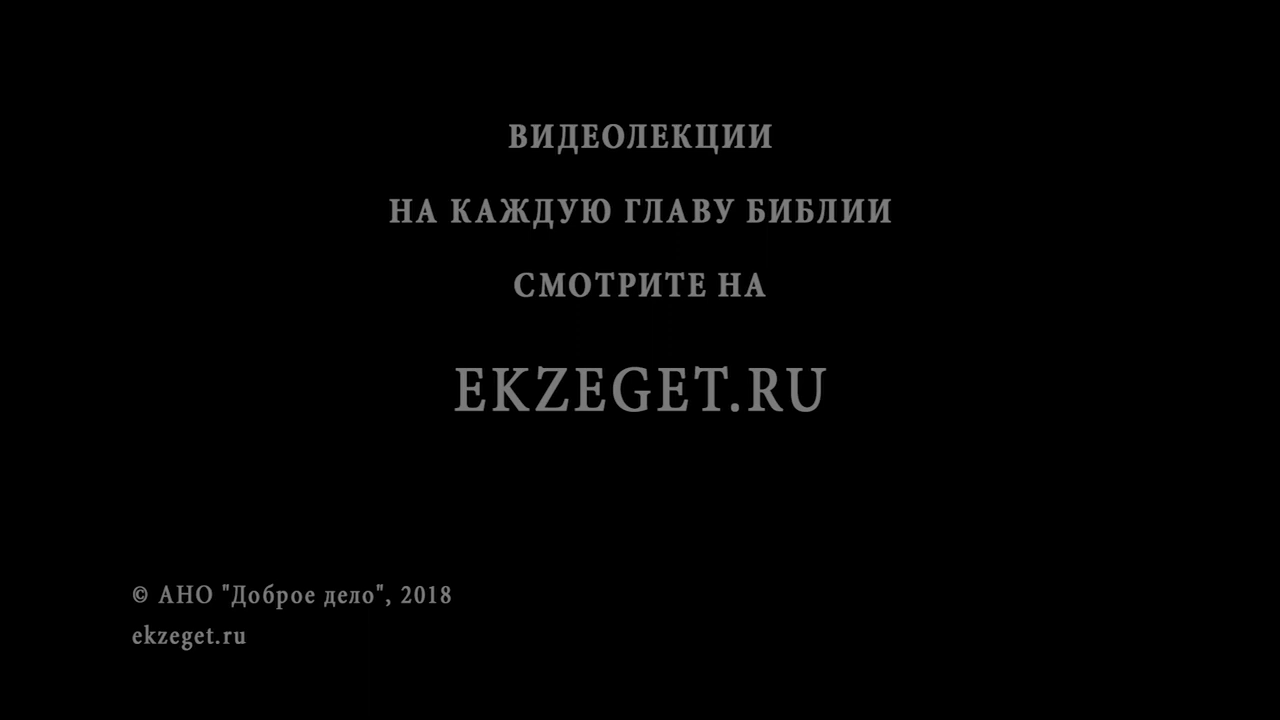 ВИДЕОЛЕКЦИИ
НА КАЖДУЮ ГЛАВУ БИБЛИИ
СМОТРИТЕ НА
EKZEGET.RU
© АНО "Доброе дело", 2018
ekzeget.ru